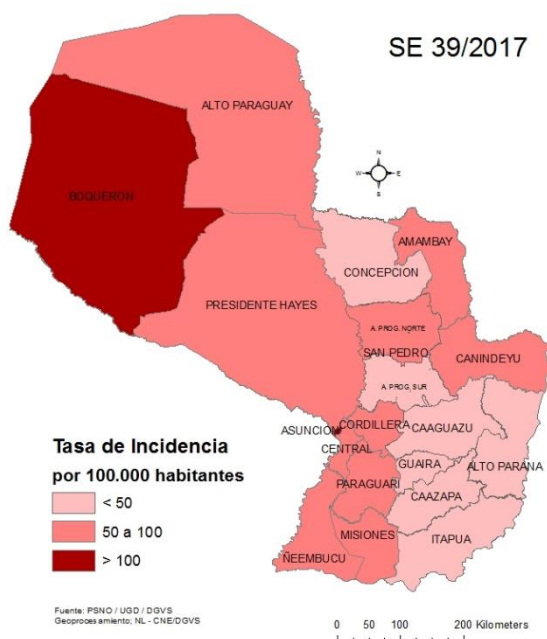 SE 39/2017
ALTO PARAGUAY
N
W E
S
BOQUERON
AMAMBAY
CONCEPCION
PRESIDENTE HAYES
A. PROG. NORTE
SAN PEDRO
CANINDEYU
A. PROG. SUR
ASUNCION
CORDILLERA
CAAGUAZU
CENTRAL
GUAIRA
ALTO PARANA
PARAGUARI
CAAZAPA
MISIONES
ITAPUA
ÑEEMBUCU
Tasa de Incidencia
por 100.000 habitantes
< 50
50 a 100
> 100
Fuente: PSNO / UGD / DGVS
Geoprocesamiento; NL - CNE/DGVS
0 50 100 200 Kilometers